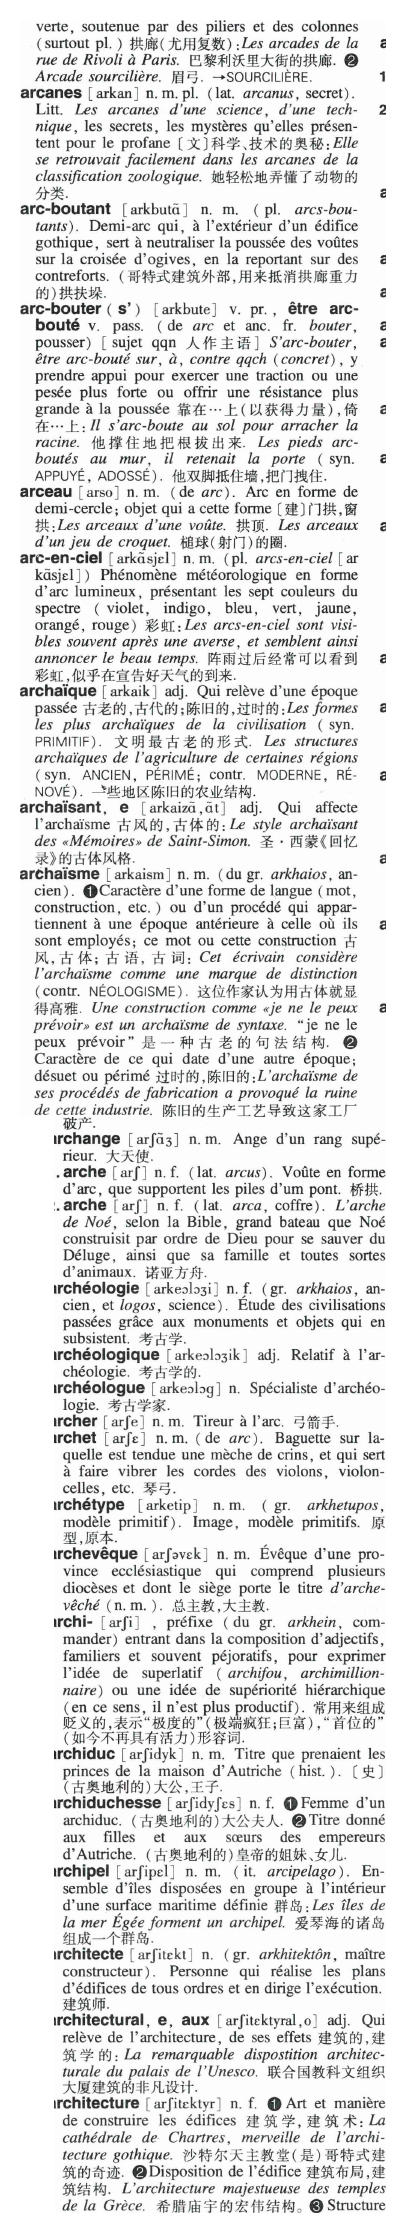 verte, soutenue par des piliers et des colonnes
(surtout pl.) 拱廊(尤用复数):Les arcades de la
rue de Rivoli à Paris. 巴黎利沃里大街的拱廊. ❷
Arcade sourcilière. 眉弓. →SOURCILIÈRE.
arcanes [arkan] n. m. pl. (lat. arcanus, secret).
Litt. Les arcanes d'une science, d'une tech-
nique, les secrets, les mystères qu'elles présen-
tent pour le profane [文]科学、技术的奥秘:Elle
se retrouvait facilement dans les arcanes de la
classification zoologique. 她轻松地弄懂了动物的
分类.
arc-boutant [arkbutã] n. m. (pl. arcs-bou-
tants). Demi-arc qui, à l'extérieur d'un édifice
gothique, sert à neutraliser la poussée des voûtes
sur la croisée d'ogives, en la reportant sur des
contreforts. (哥特式建筑外部,用来抵消拱廊重力
的)拱扶垛.
arc-bouter (s') [arkbute] v. pr., être arc-
bouté v. pass. (de arc et anc. fr. bouter,
pousser) [sujet qqn 人作主语] S'arc-bouter,
être arc-bouté sur, à, contre qqch (concret), y
prendre appui pour exercer une traction ou une
pesée plus forte ou offrir une résistance plus
grande à la poussée 靠在…上(以获得力量),倚
在…上:Il s'arc-boute au sol pour arracher la
racine. 他撑住地把根拔出来. Les pieds arc-
boutés au mur, il retenait la porte (syn.
APPUYÉ, ADOSSÉ). 他双脚抵住墙,把门拽住.
arceau [arso] n. m. (de arc). Arc en forme de
demi-cercle; objet qui a cette forme [建]门拱,窗
拱:Les arceaux d'une voûte. 拱顶. Les arceaux
d'un jeu de croquet. 槌球(射门)的圈.
arc-en-ciel [arkãsjɛl] n. m. (pl. arcs-en-ciel [ar
kãsjɛl]) Phénomène météorologique en forme
d'arc lumineux, présentant les sept couleurs du
spectre (violet, indigo, bleu, vert, jaune,
orangé, rouge) 彩虹:Les arcs-en-ciel sont visi-
bles souvent après une averse, et semblent ainsi
annoncer le beau temps. 阵雨过后经常可以看到
彩虹,似乎在宣告好天气的到来.
archaïque [arkaik] adj. Qui relève d'une époque
passée 古老的,古代的;陈旧的,过时的:Les formes
les plus archaïques de la civilisation (syn.
PRIMITIF). 文明最古老的形式. Les structures
archaïques de l'agriculture de certaines régions
(syn. ANCIEN, PÉRIMÉ; contr. MODERNE, RÉ-
NOVÉ). 一些地区陈旧的农业结构.
archaïsant, e [arkaizã,ãt] adj. Qui affecte
l'archaïsme 古风的,古体的:Le style archaïsant
des «Mémoires» de Saint-Simon. 圣·西蒙《回忆
录》的古体风格.
archaïsme [arkaism] n. m. (du gr. arkhaios, an-
cien). ❶Caractère d'une forme de langue (mot,
construction, etc.) ou d'un procédé qui appar-
tiennent à une époque antérieure à celle où ils
sont employés; ce mot ou cette construction 古
风,古体;古语,古词: Cet écrivain considère
l'archaïsme comme une marque de distinction
(contr. NÉOLOGISME). 这位作家认为用古体就显
得高雅. Une construction comme «je ne le peux
prévoir» est un archaïsme de syntaxe. “je ne le
peux prévoir”是一种古老的句法结构. ❷
Caractère de ce qui date d'une autre époque;
désuet ou périmé 过时的,陈旧的:L'archaïsme de
ses procédés de fabrication a provoqué la ruine
de cette industrie. 陈旧的生产工艺导致这家工厂
破产.
rchange [arʃãʒ] n. m. Ange d'un rang supé-
rieur. 大天使.
. arche [arʃ] n. f. (lat. arcus). Voûte en forme
d'arc, que supportent les piles d'um pont. 桥拱.
. arche [arʃ] n. f. (lat. arca, coffre). L'arche
de Noé, selon la Bible, grand bateau que Noé
construisit par ordre de Dieu pour se sauver du
Déluge, ainsi que sa famille et toutes sortes
d'animaux. 诺亚方舟.
rchéologie [arkeɔlɔʒi] n. f. (gr. arkhaios, an-
cien, et logos, science). Étude des civilisations
passées grâce aux monuments et objets qui en
subsistent. 考古学.
rchéologique [arkeɔlɔʒik] adj. Relatif à l'ar-
chéologie. 考古学的.
rchéologue [arkeɔlɔg] n. Spécialiste d'archéo-
logie. 考古学家.
rcher [arʃe] n. m. Tireur à l'arc. 弓箭手.
rchet [arʃɛ] n. m. (de arc). Baguette sur la-
quelle est tendue une mèche de crins, et qui sert
à faire vibrer les cordes des violons, violon-
celles, etc. 琴弓.
rchétype [arketip] n. m. (gr. arkhetupos,
modèle primitif). Image, modèle primitifs. 原
型,原本.
rchevêque [arʃəvɛk] n. m. Évêque d'une pro-
vince ecclésiastique qui comprend plusieurs
diocèses et dont le siège porte le titre d'arche-
vêché (n. m.). 总主教,大主教.
rchi- [arʃi], préfixe (du gr. arkhein, com-
mander) entrant dans la composition d'adjectifs,
familiers et souvent péjoratifs, pour exprimer
l'idée de superlatif (archifou, archimillion-
naire) ou une idée de supériorité hiérarchique
(en ce sens, il n'est plus productif). 常用来组成
贬义的,表示“极度的”(极端疯狂;巨富),“首位的”
(如今不再具有活力)形容词.
rchiduc [arʃidyk] n. m. Titre que prenaient les
princes de la maison d'Autriche (hist.). [史]
(古奥地利的)大公,王子.
rchiduchesse [arʃidyʃɛs] n. f. ❶Femme d'un
archiduc. (古奥地利的)大公夫人. ❷Titre donné
aux filles et aux sœurs des empereurs
d'Autriche. (古奥地利的)皇帝的姐妹、女儿.
rchipel [arʃipɛl] n. m. (it. arcipelago). En-
semble d'îles disposées en groupe à l'intérieur
d'une surface maritime définie 群岛:Les îles de
la mer Égée forment un archipel. 爱琴海的诸岛
组成一个群岛.
rchitecte [arʃitɛkt] n. (gr. arkhitektôn, maître
constructeur). Personne qui réalise les plans
d'édifices de tous ordres et en dirige l'exécution.
建筑师.
rchitectural, e, aux [arʃitɛktyral,o] adj. Qui
relève de l'architecture, de ses effets 建筑的,建
筑学的: La remarquable dispostition architec-
turale du palais de l'Unesco. 联合国教科文组织
大厦建筑的非凡设计.
rchitecture [arʃitɛktyr] n. f. ❶ Art et manière
de construire les édifices 建筑学,建筑术: La
cathédrale de Chartres, merveille de l'archi-
tecture gothique. 沙特尔天主教堂(是)哥特式建
筑的奇迹. ❷Disposition de l'édifice 建筑布局,建
筑结构. L'architecture majestueuse des temples
de la Grèce. 希腊庙宇的宏伟结构。❸ Structure